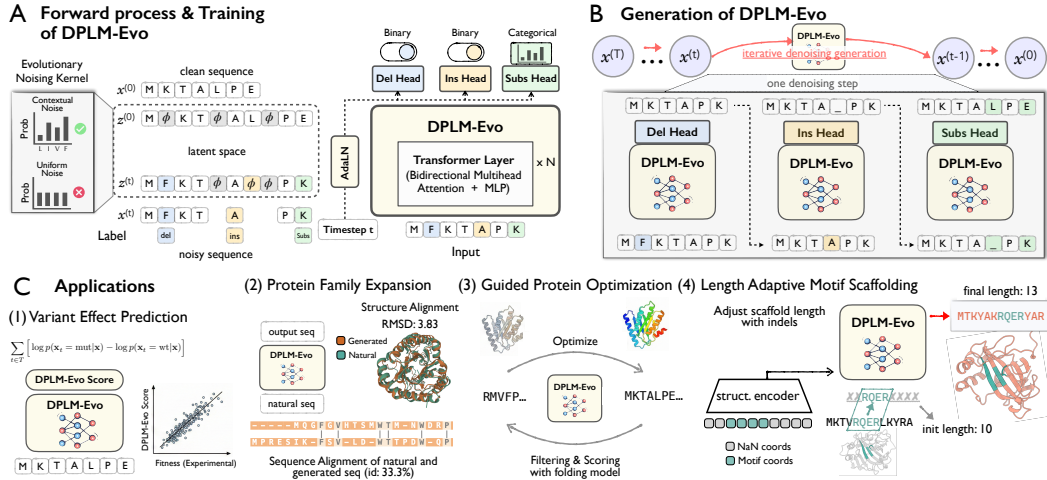 A Forward process & Training
of DPLM-Evo
Evolutionary
Noising Kernel
Contextual
Noise
Prob
L I V F
Uniform
Noise
Prob
clean sequence
x(0) M K T A L P E
z(0) M ϕ K T ϕ A L ϕ P E
latent space
z(t) M F K T ϕ A ϕ ϕ P K
x(t) M F K T A P K
Label del ins Subs
noisy sequence
Binary Binary Categorical
Del Head Ins Head Subs Head
DPLM-Evo
Transformer Layer
(Bidirectional Multihead
Attention + MLP)
x N
AdaLN
Timestep t
M F K T A P K
Input
B Generation of DPLM-Evo
x(T) ... x(t) DPLM-Evo x(t-1) ... x(0)
iterative denoising generation
one denoising step
M K T A P K
M K T A _ P K
M K T A L P E
Del Head
DPLM-Evo
M F K T A P K
Ins Head
DPLM-Evo
M K T A P K
Subs Head
DPLM-Evo
M K T A _ P K
C Applications
(1) Variant Effect Prediction
∑ t∈T [log p(xt = mut|x) − log p(xt = wt|x)]
DPLM-Evo Score
DPLM-Evo
M K T A L P E
DPLM-Evo Score
Fitness (Experimental)
(2) Protein Family Expansion
output seq
DPLM-Evo
natural seq
Structure Alignment
RMSD: 3.83
Generated
Natural
- - - - - M Q G F G V H T S M W T M - N W D R P
M P R E S I K - F S V - L D - W T T P D W - Q P
Sequence Alignment of natural and
generated seq (id: 33.3%)
(3) Guided Protein Optimization
Optimize
RMVFP...
DPLM-Evo
MKTALPE...
Filtering & Scoring
with folding model
(4) Length Adaptive Motif Scaffolding
Adjust scaffold length
with indels
DPLM-Evo
final length: 13
MTKYAKRQERYAR
struct. encoder
NaN coords
Motif coords
XXRQERXXXX
MKTVRQERLKYRA
init length: 10